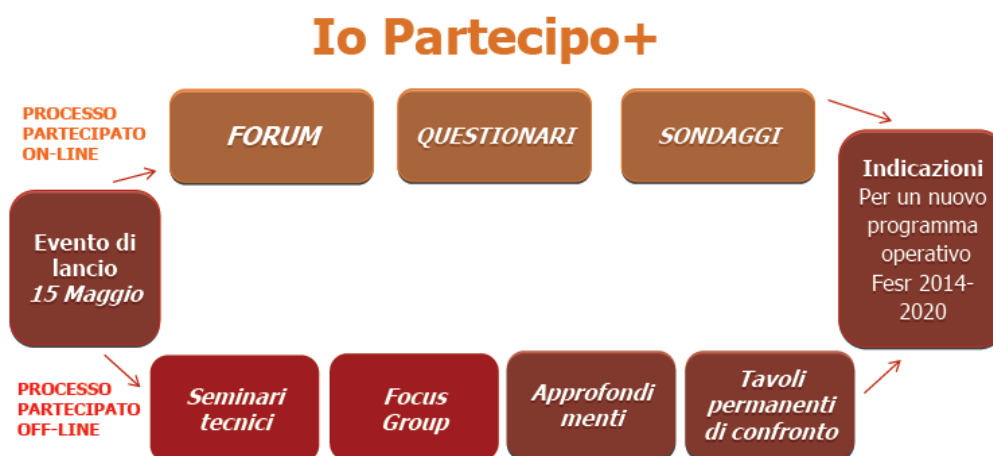 Io Partecipo+
PROCESSO
PARTECIPATO
ON-LINE
FORUM
QUESTIONARI
SONDAGGI
Evento di
lancio
15 Maggio
Indicazioni
Per un nuovo
programma
operativo
Fesr 2014-
2020
PROCESSO
PARTECIPATO
OFF-LINE
Seminari
tecnici
Focus
Group
Approfondi
menti
Tavoli
permanenti
di confronto